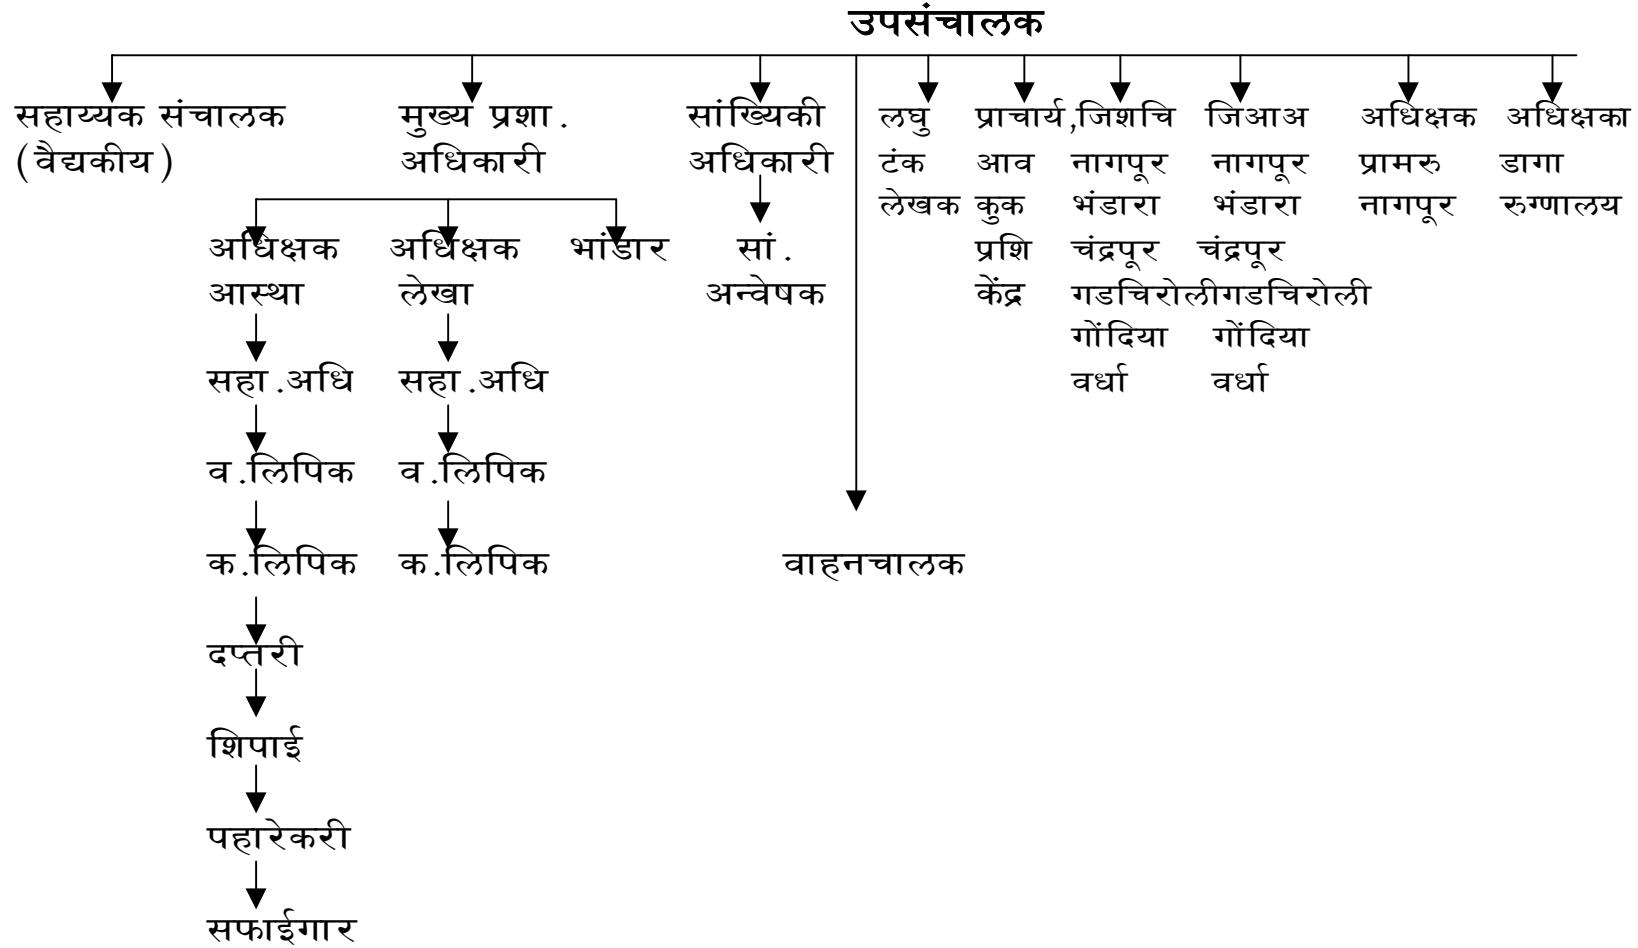 उपसंचालक
सहाय्यक संचालक मुख्य प्रशा. सांख्यिकी लघु प्राचार्य,जिशचि जिआअ अधिक्षक अधिक्षका
(वैद्यकीय) अधिकारी अधिकारी टंक आव नागपूर नागपूर प्रामरु डागा
लेखक कुक भंडारा भंडारा नागपूर रुग्णालय
अधिक्षक अधिक्षक भांडार सां. प्रशि चंद्रपूर चंद्रपूर
आस्था लेखा अन्वेषक केंद्र गडचिरोली गडचिरोली
गोंदिया गोंदिया
सहा.अधि सहा.अधि वर्धा वर्धा
व.लिपिक व.लिपिक
क.लिपिक क.लिपिक वाहनचालक
दप्तरी
शिपाई
पहारेकरी
सफाईगार